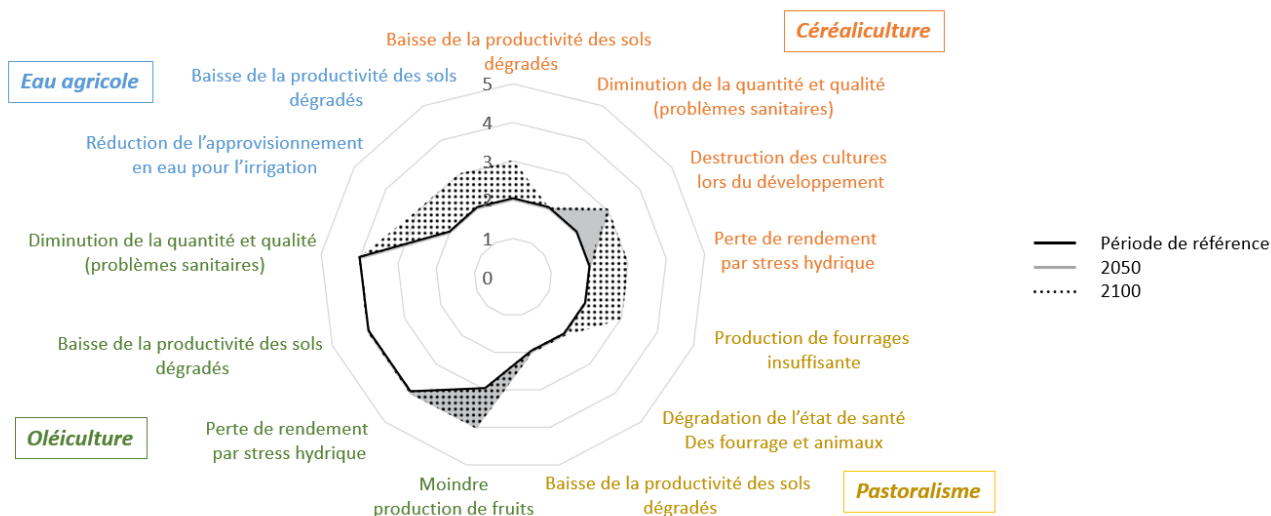 Céréaliculture
Baisse de la productivité des sols
dégradés
Eau agricole
Baisse de la productivité des sols
dégradés
Diminution de la quantité et qualité
(problèmes sanitaires)
Réduction de l'approvisionnement
en eau pour l'irrigation
Destruction des cultures
lors du développement
Diminution de la quantité et qualité
(problèmes sanitaires)
Perte de rendement
par stress hydrique
5
4
3
2
1
0
Période de référence
2050
2100
Baisse de la productivité des sols
dégradés
Production de fourrages
insuffisante
Oléiculture
Perte de rendement
par stress hydrique
Dégradation de l'état de santé
Des fourrage et animaux
Moindre
production de fruits
Baisse de la productivité des sols
dégradés
Pastoralisme